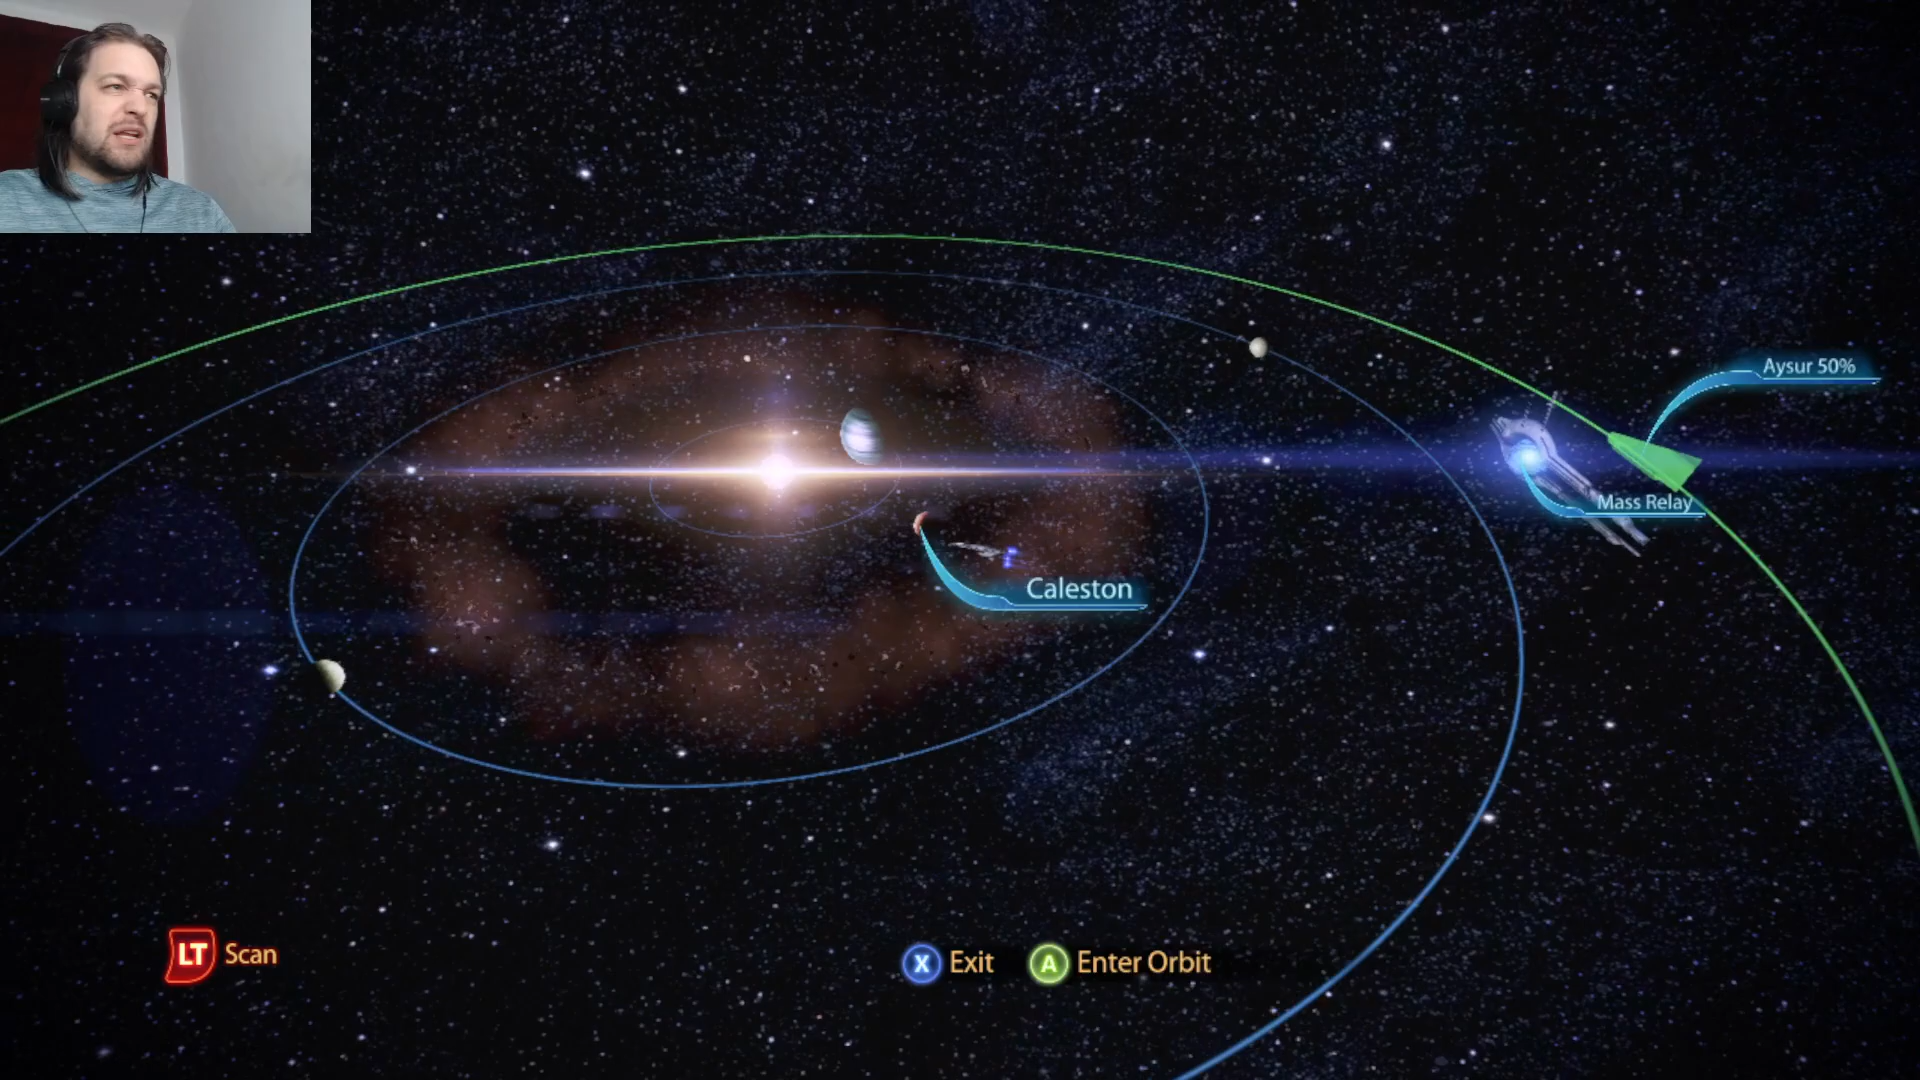 Aysur 50%
Mass Relay
Caleston
LT Scan
X Exit A Enter Orbit